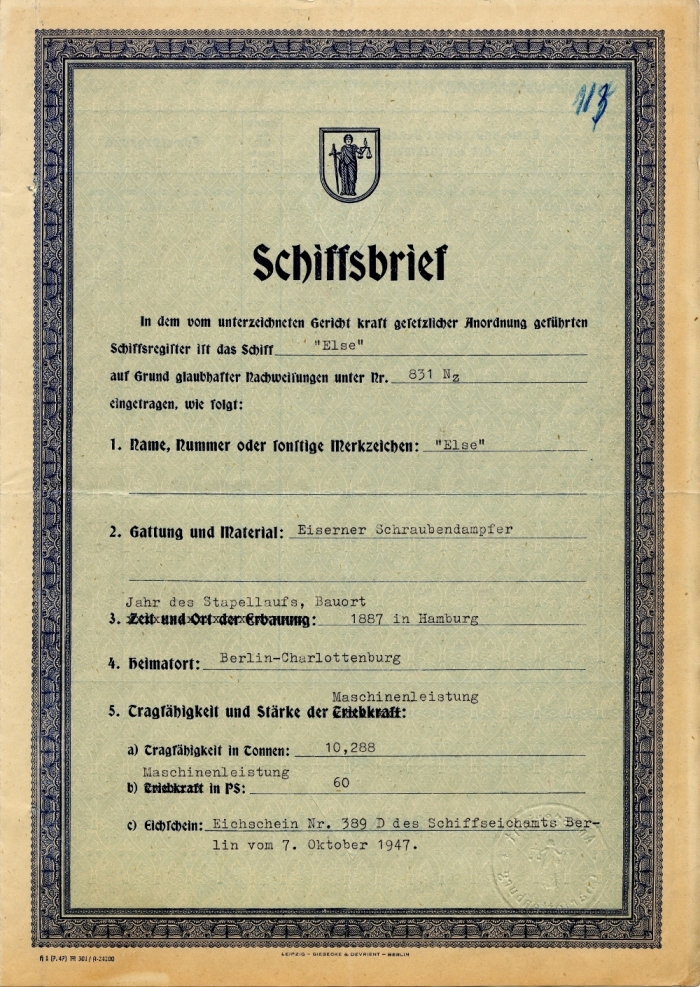 113
Schiffsbrief
In dem vom unterzeichneten Gericht kraft gesetzlicher Anordnung geführten
Schiffsregister ist das Schiff "Else"
auf Grund glaubhafter Nachweisungen unter Nr. 831 Nz
eingetragen, wie folgt:
1. Name, Nummer oder sonstige Merkzeichen: "Else"
2. Gattung und Material: Eiserner Schraubendampfer
Jahr des Stapellaufs, Bauort
3. Zeit und Ort der Erbauung: 1887 in Hamburg
4. Heimatort: Berlin-Charlottenburg
Maschinenleistung
5. Tragfähigkeit und Stärke der Triebkraft:
a) Tragfähigkeit in Tonnen: 10,288
Maschinenleistung
b) Triebkraft in PS: 60
c) Eichschein: Eichschein Nr. 389 D des Schiffseichamts Ber-
lin vom 7. Oktober 1947.
LEIPZIG – GIESECKE & DEVRIENT – BERLIN